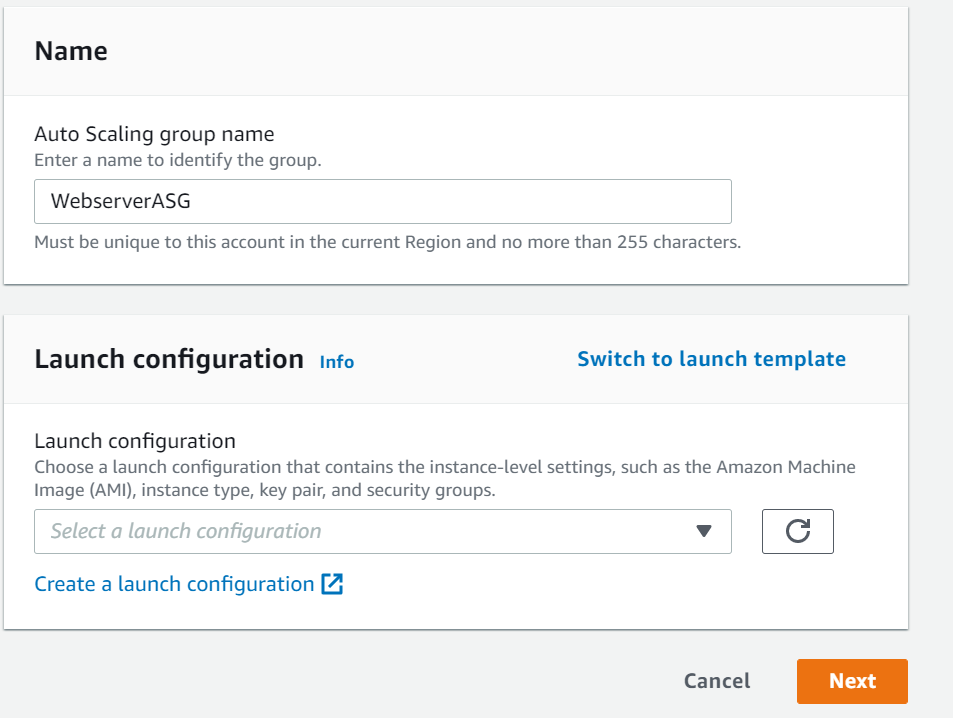 Name
Auto Scaling group name
Enter a name to identify the group.
WebserverASG
Must be unique to this account in the current Region and no more than 255 characters.
Launch configuration Info Switch to launch template
Launch configuration
Choose a launch configuration that contains the instance-level settings, such as the Amazon Machine
Image (AMI), instance type, key pair, and security groups.
Select a launch configuration
Create a launch configuration
Cancel Next